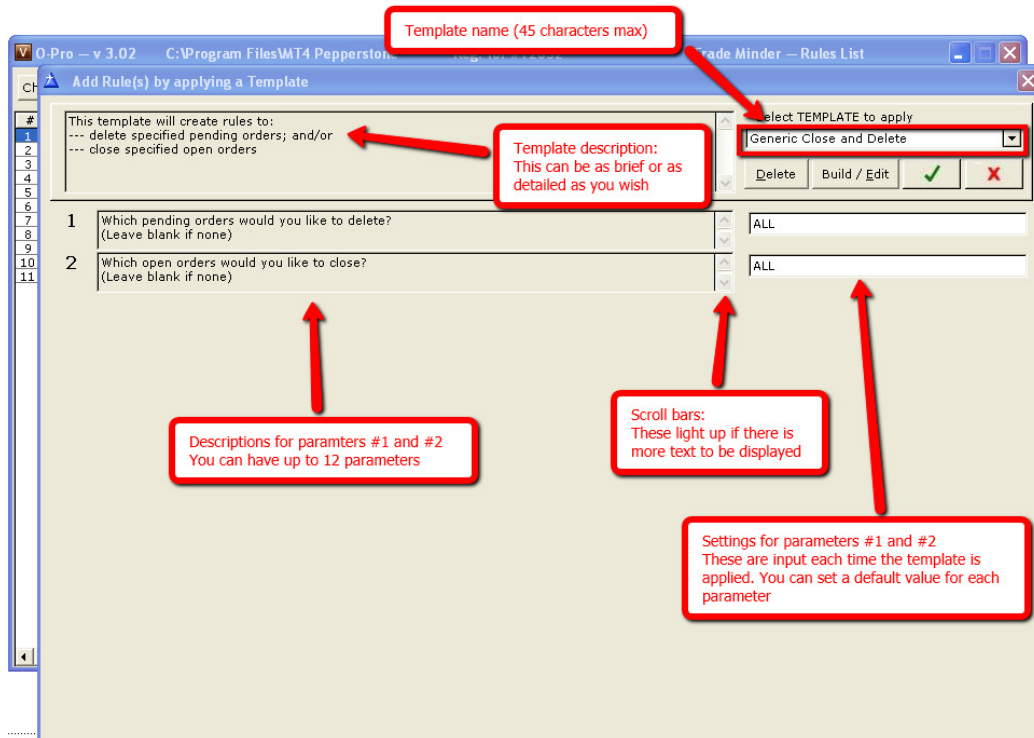 Template name (45 characters max)
O-Pro — v 3.02 C:\Program Files\MT4 Pepperstone rade Minder — Rules List
Add Rule(s) by applying a Template
#
1
2
3
4
5
6
7
8
9
10
11
This template will create rules to:
--- delete specified pending orders; and/or
--- close specified open orders
Select TEMPLATE to apply
Generic Close and Delete
Delete Build / Edit
Template description:
This can be as brief or as
detailed as you wish
1 Which pending orders would you like to delete?
(Leave blank if none)
ALL
2 Which open orders would you like to close?
(Leave blank if none)
ALL
Descriptions for paramters #1 and #2
You can have up to 12 parameters
Scroll bars:
These light up if there is
more text to be displayed
Settings for parameters #1 and #2
These are input each time the template is
applied. You can set a default value for each
parameter